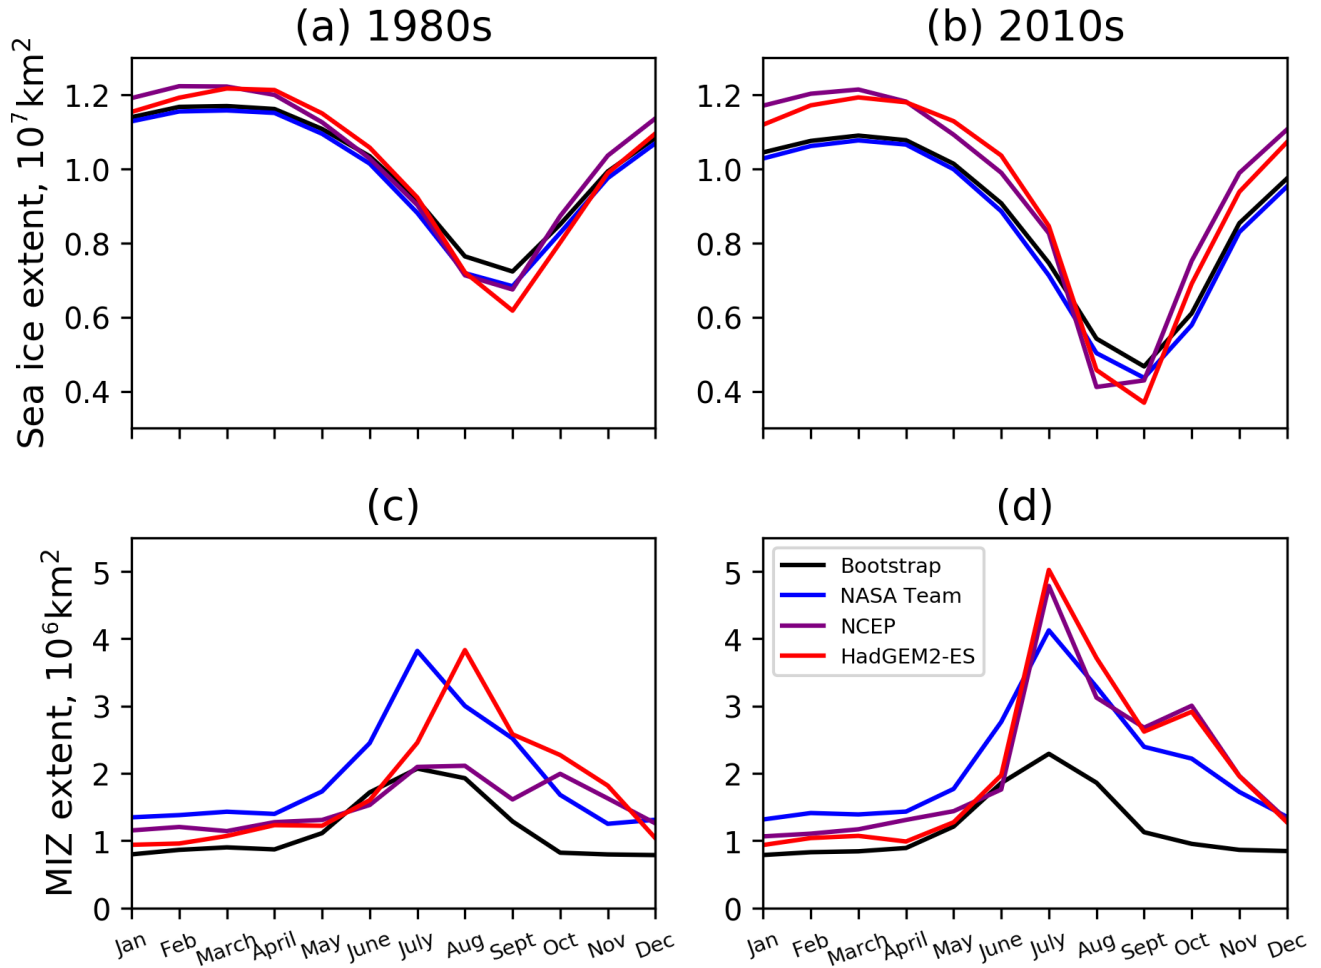 (a) 1980s
(b) 2010s
Sea ice extent, 10⁷km²
1.2
1.0
0.8
0.6
0.4
1.2
1.0
0.8
0.6
0.4
(c)
(d)
MIZ extent, 10⁶km²
5
4
3
2
1
0
5
4
3
2
1
0
Bootstrap
NASA Team
NCEP
HadGEM2-ES
Jan Feb March April May June July Aug Sept Oct Nov Dec
Jan Feb March April May June July Aug Sept Oct Nov Dec